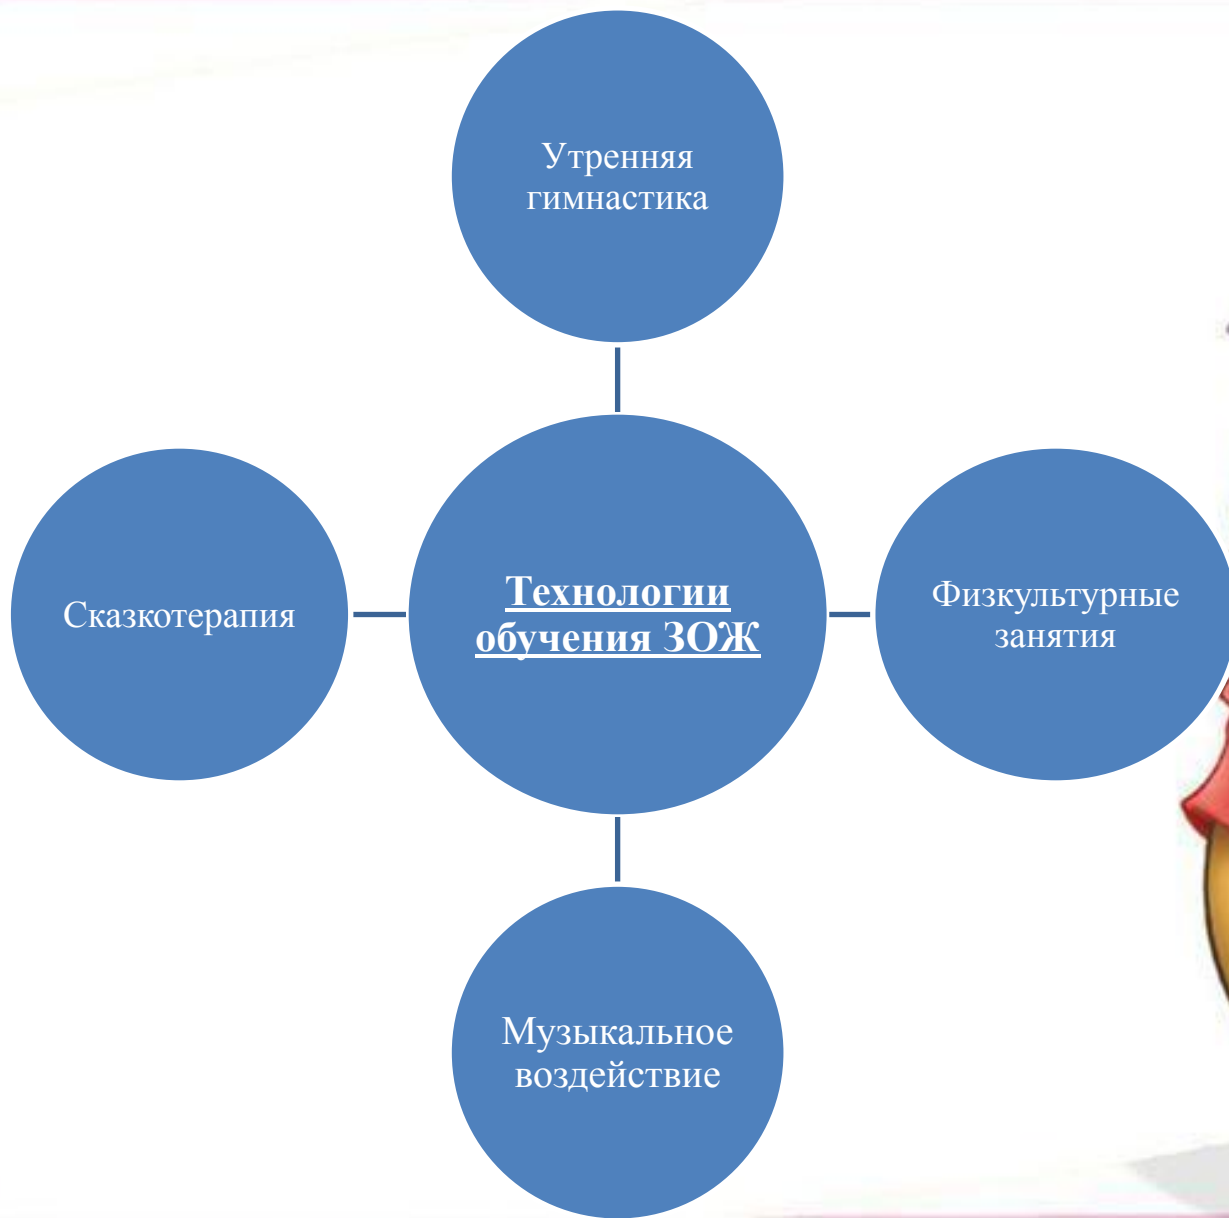 Утренняя
гимнастика
Сказкотерапия
Технологии
обучения ЗОЖ
Физкультурные
занятия
Музыкальное
воздействие